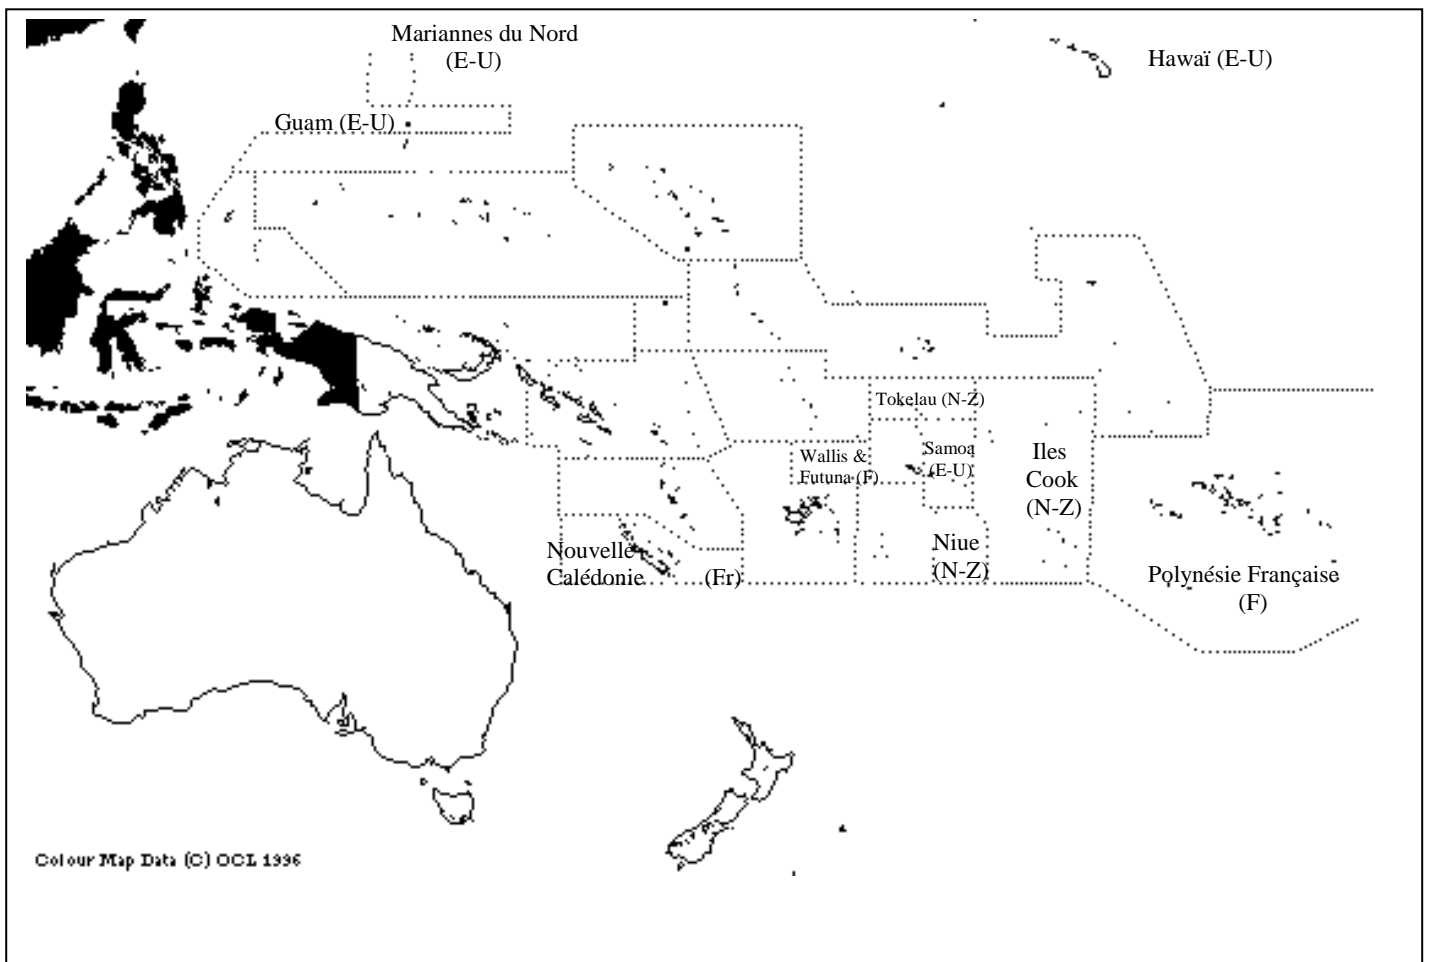 Mariannes du Nord
(E-U)
Hawaï (E-U)
Guam (E-U)
Tokelau (N-Z)
Wallis &
Futuna (F)
Samoa
(E-U)
Iles
Cook
(N-Z)
Nouvelle
Calédonie
(Fr)
Niue
(N-Z)
Polynésie Française
(F)
Colour Map Data (C) OCL 1996